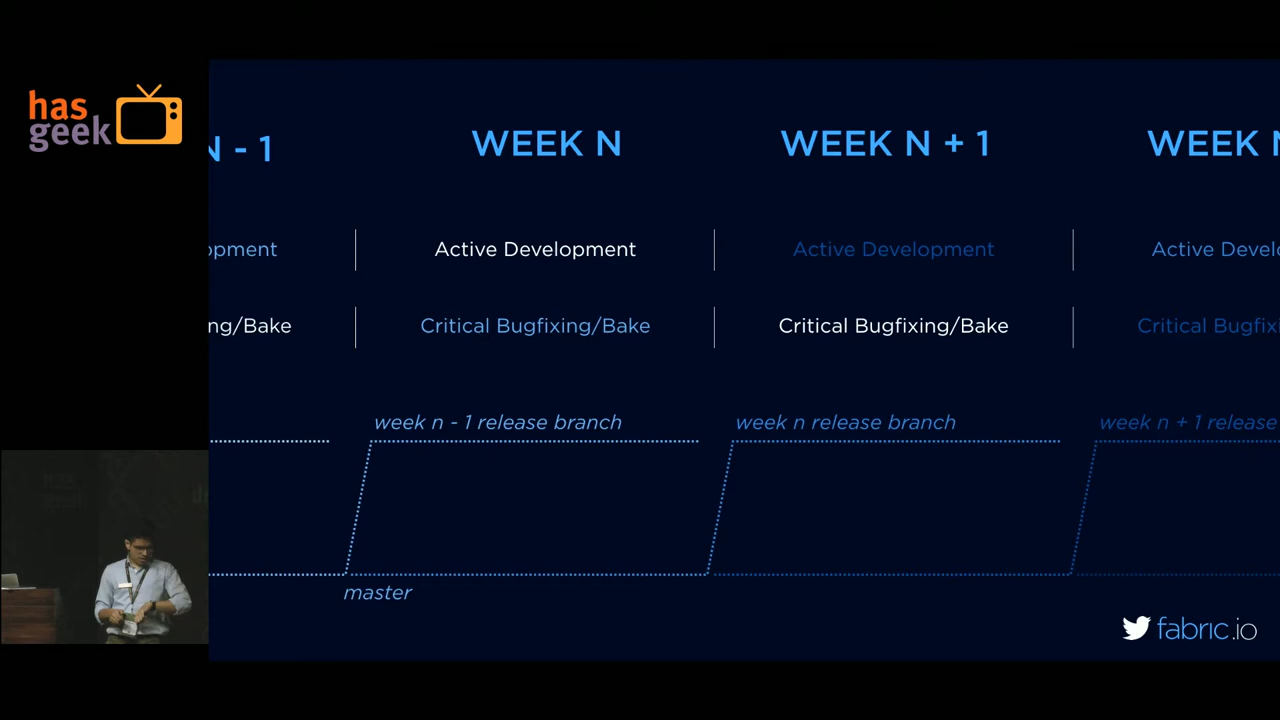 has
geek
N - 1
WEEK N
WEEK N + 1
WEEK N
opment
Active Development
Active Development
Active Devel
ng/Bake
Critical Bugfixing/Bake
Critical Bugfixing/Bake
Critical Bugfixi
week n - 1 release branch
week n release branch
week n + 1 release
master
fabric.io